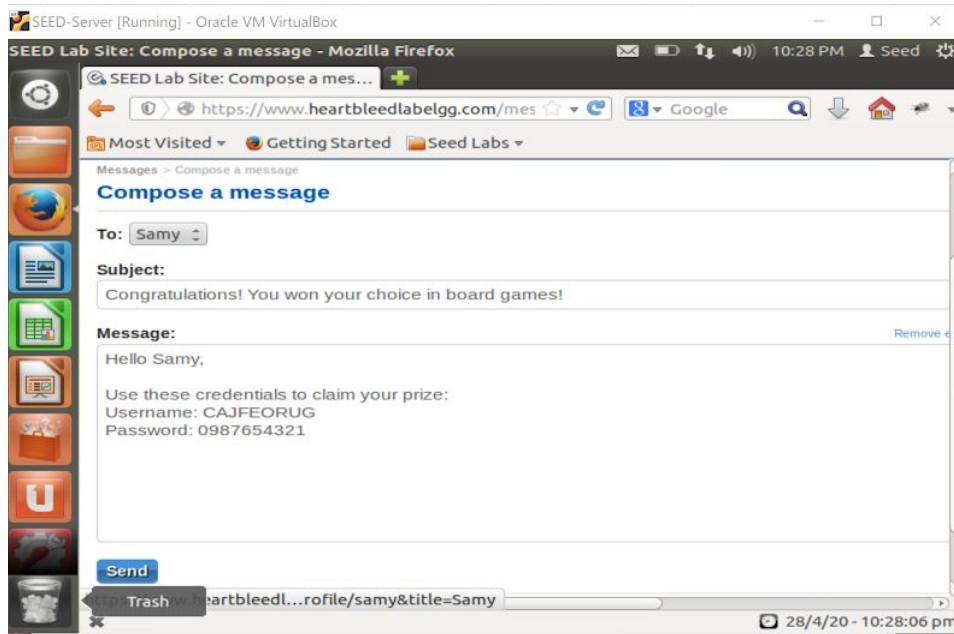 SEED-Server [Running] - Oracle VM VirtualBox
SEED Lab Site: Compose a message - Mozilla Firefox 10:28 PM Seed
SEED Lab Site: Compose a mes...
https://www.heartbleedlabelgg.com/mes Google
Most Visited Getting Started Seed Labs
Messages > Compose a message
Compose a message
To: Samy
Subject:
Congratulations! You won your choice in board games!
Message: Remove e
Hello Samy,
Use these credentials to claim your prize:
Username: CAJFEORUG
Password: 0987654321
Send
Trash heartbleedl...rofile/samy&title=Samy
28/4/20 - 10:28:06 pm